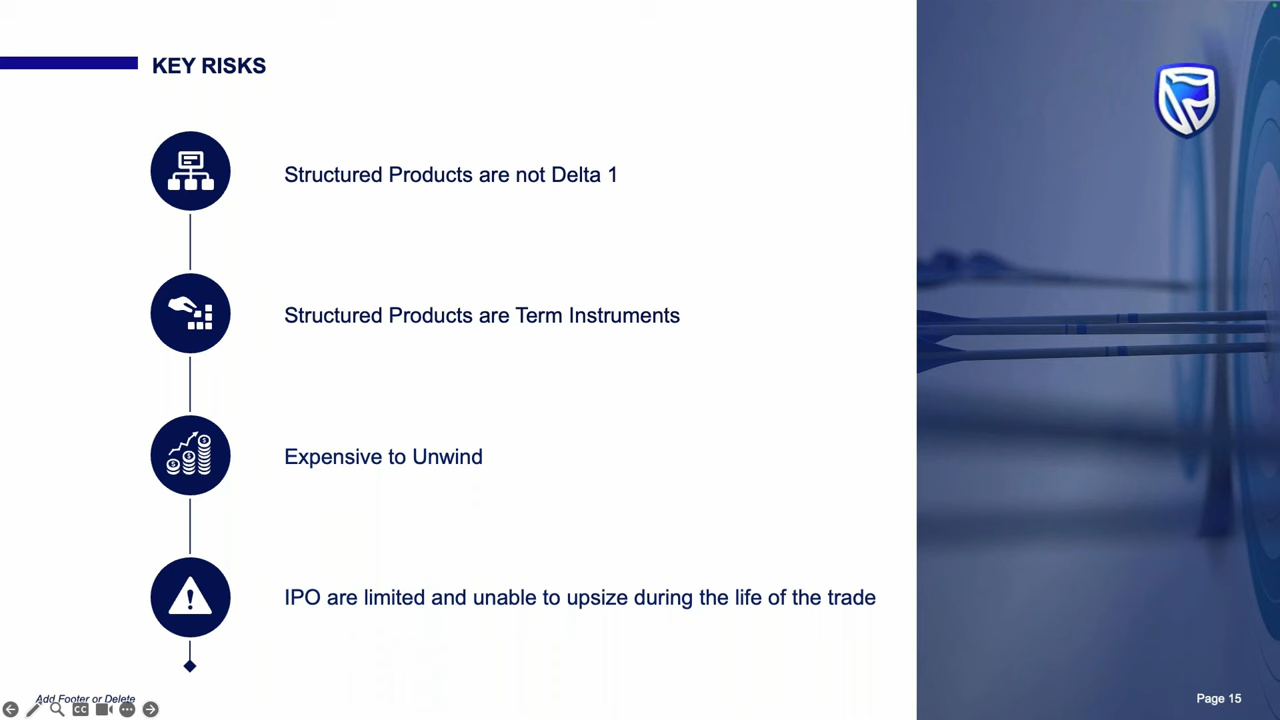 KEY RISKS
Structured Products are not Delta 1
Structured Products are Term Instruments
Expensive to Unwind
IPO are limited and unable to upsize during the life of the trade
Add Footer or Delete
CC
Page 15